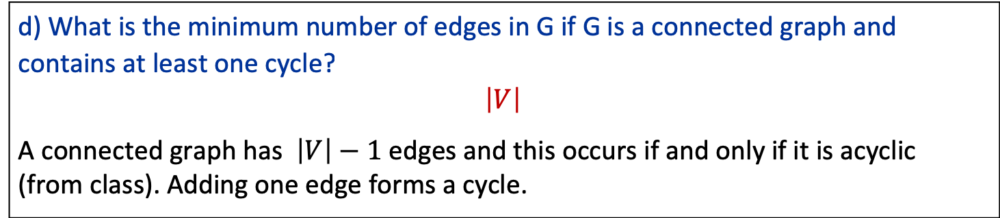 d) What is the minimum number of edges in G if G is a connected graph and
contains at least one cycle?
|V|
A connected graph has |V| − 1 edges and this occurs if and only if it is acyclic
(from class). Adding one edge forms a cycle.